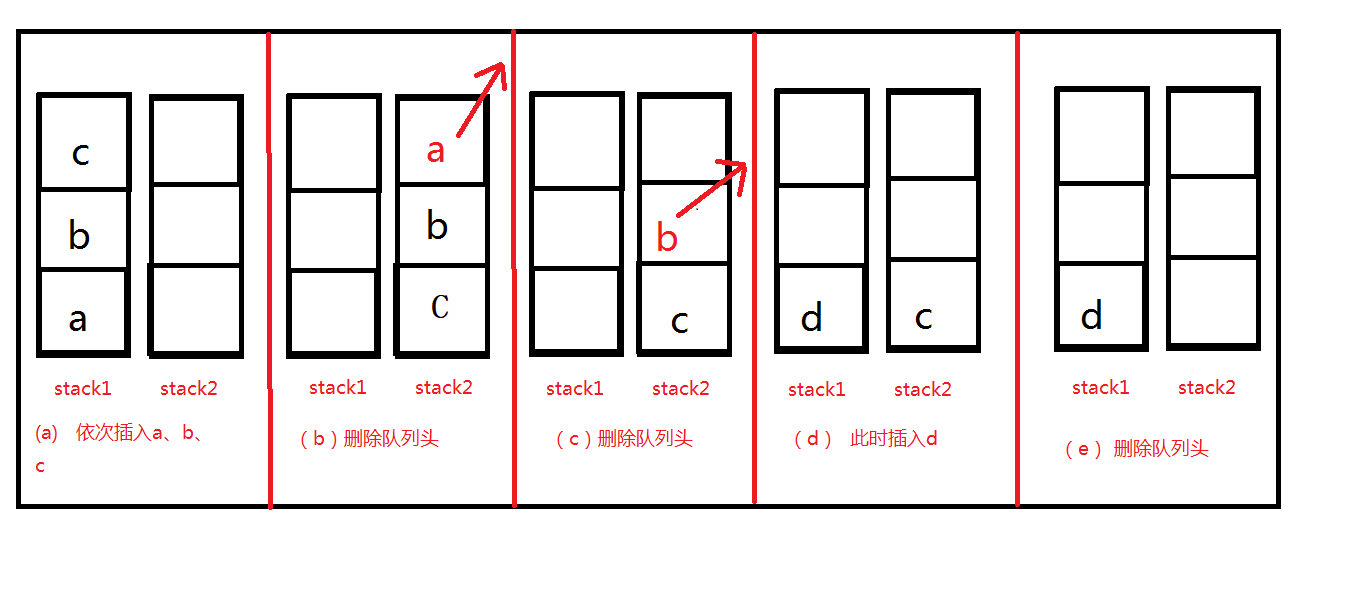 c
b
a
stack1 stack2
(a) 依次插入a、b、
c
a
b
C
stack1 stack2
（b）删除队列头
b
c
stack1 stack2
（c）删除队列头
d c
stack1 stack2
（d） 此时插入d
d
stack1 stack2
（e） 删除队列头